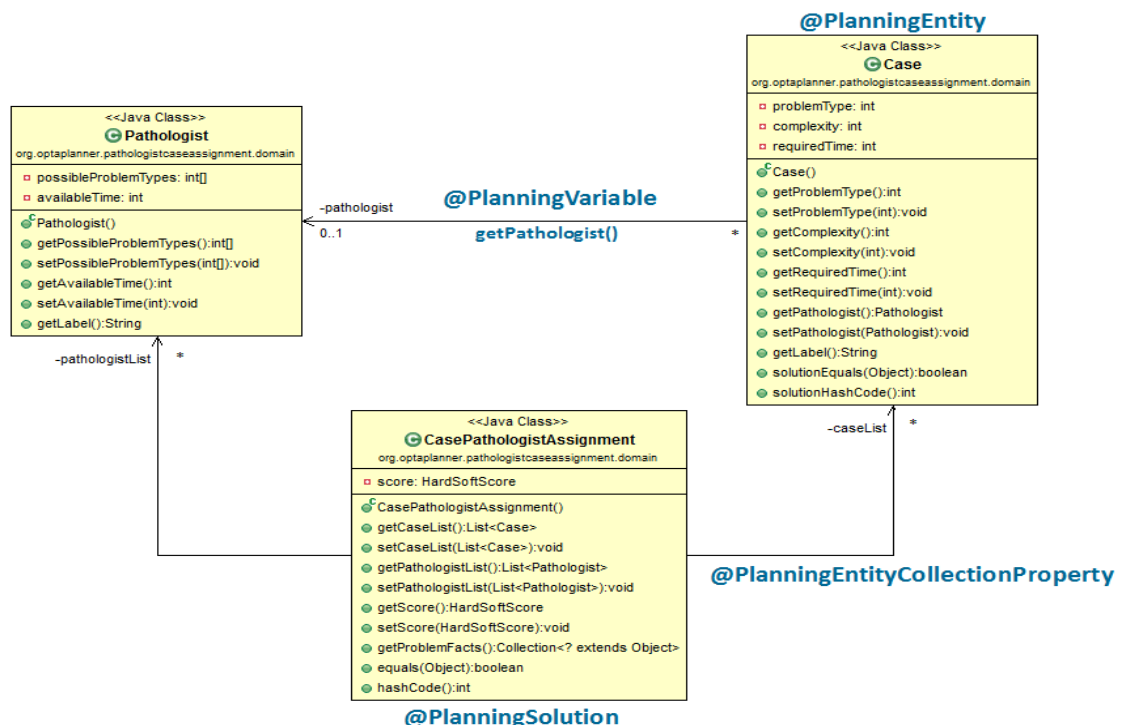 @PlanningEntity
<<Java Class>>
C Case
org.optaplanner.pathologistcaseassignment.domain
problemType: int
complexity: int
requiredTime: int
C Case()
getProblemType():int
setProblemType(int):void
getComplexity():int
setComplexity(int):void
getRequiredTime():int
setRequiredTime(int):void
getPathologist():Pathologist
setPathologist(Pathologist):void
getLabel():String
solutionEquals(Object):boolean
solutionHashCode():int
<<Java Class>>
C Pathologist
org.optaplanner.pathologistcaseassignment.domain
possibleProblemTypes: int[]
availableTime: int
C Pathologist()
getPossibleProblemTypes():int[]
setPossibleProblemTypes(int[]):void
getAvailableTime():int
setAvailableTime(int):void
getLabel():String
@PlanningVariable
-pathologist
0..1
getPathologist()
*
-pathologistList *
-caseList *
<<Java Class>>
C CasePathologistAssignment
org.optaplanner.pathologistcaseassignment.domain
score: HardSoftScore
C CasePathologistAssignment()
getCaseList():List<Case>
setCaseList(List<Case>):void
getPathologistList():List<Pathologist>
setPathologistList(List<Pathologist>):void
getScore():HardSoftScore
setScore(HardSoftScore):void
getProblemFacts():Collection<? extends Object>
equals(Object):boolean
hashCode():int
@PlanningEntityCollectionProperty
@PlanningSolution